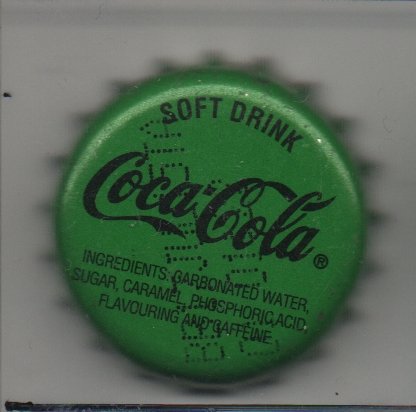 SOFT DRINK
Coca-Cola®
INGREDIENTS: CARBONATED WATER,
SUGAR, CARAMEL, PHOSPHORIC ACID,
FLAVOURING AND CAFFEINE